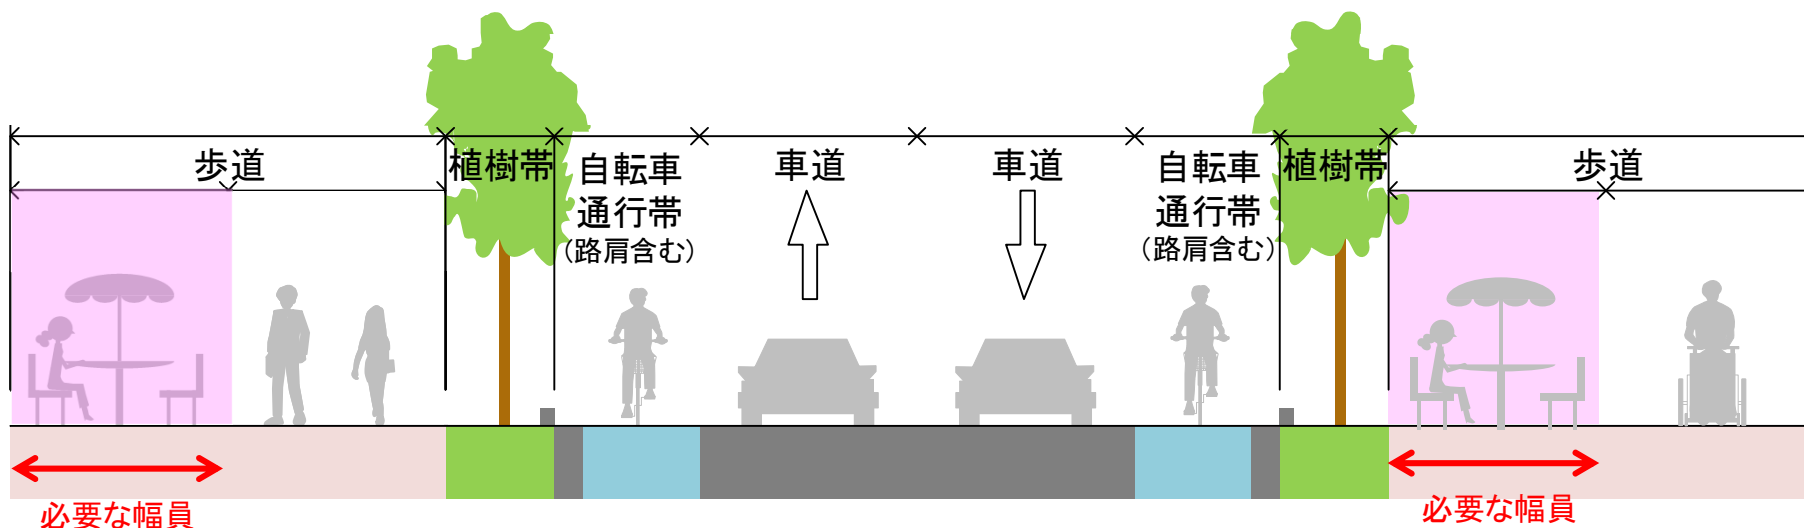 歩道
植樹帯
自転車
通行帯
（路肩含む）
車道
車道
自転車
通行帯
（路肩含む）
植樹帯
歩道
必要な幅員
必要な幅員